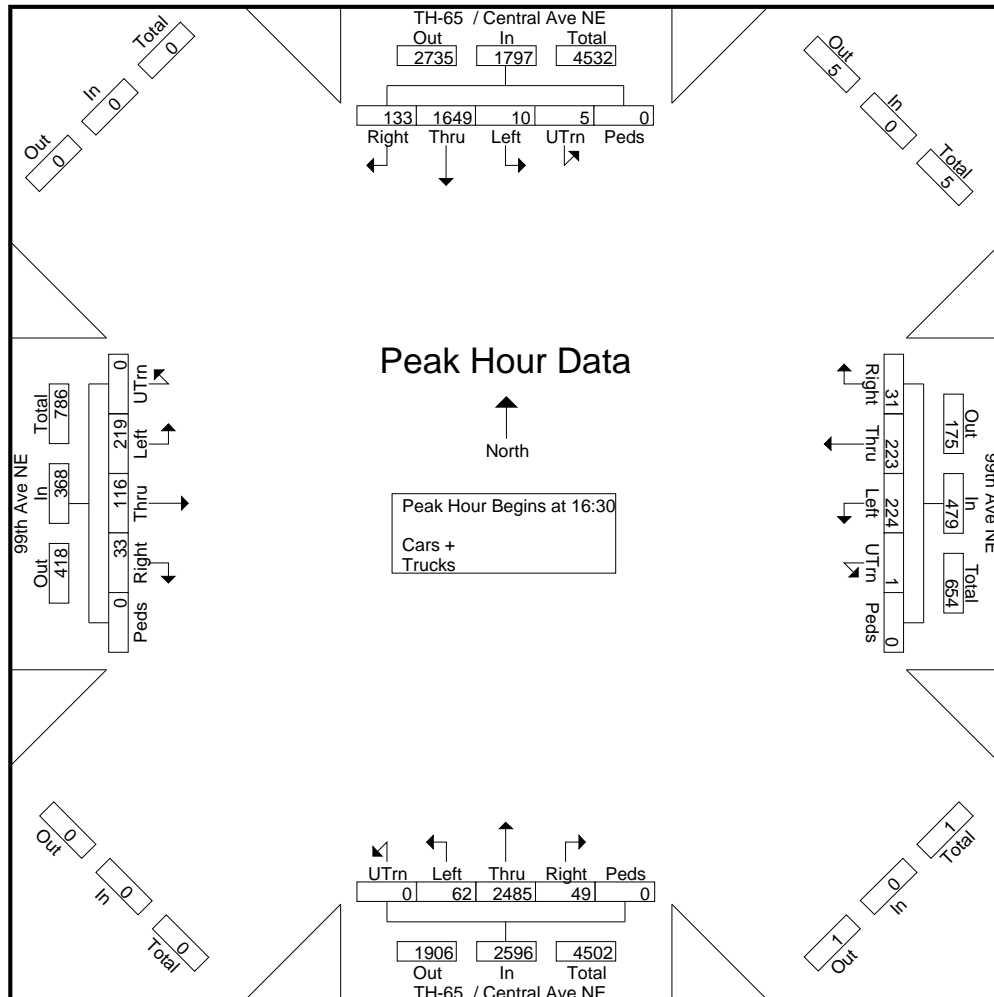 TH-65 / Central Ave NE
Out In Total
2735 1797 4532
133 1649 10 5 0
Right Thru Left UTrn Peds
Total
0
In
0
Out
0
Out
5
In
0
Total
5
99th Ave NE
Total In Out
786 368 418
0 219 116 33 0
UTrn Left Thru Right Peds
Peak Hour Data
North
Peak Hour Begins at 16:30
Cars +
Trucks
Right Thru Left UTrn Peds
31 223 224 1 0
Out In Total
175 479 654
99th Ave NE
0
Out
0
In
0
Total
1
Total
0
In
1
Out
UTrn Left Thru Right Peds
0 62 2485 49 0
1906 2596 4502
Out In Total
TH-65 / Central Ave NE